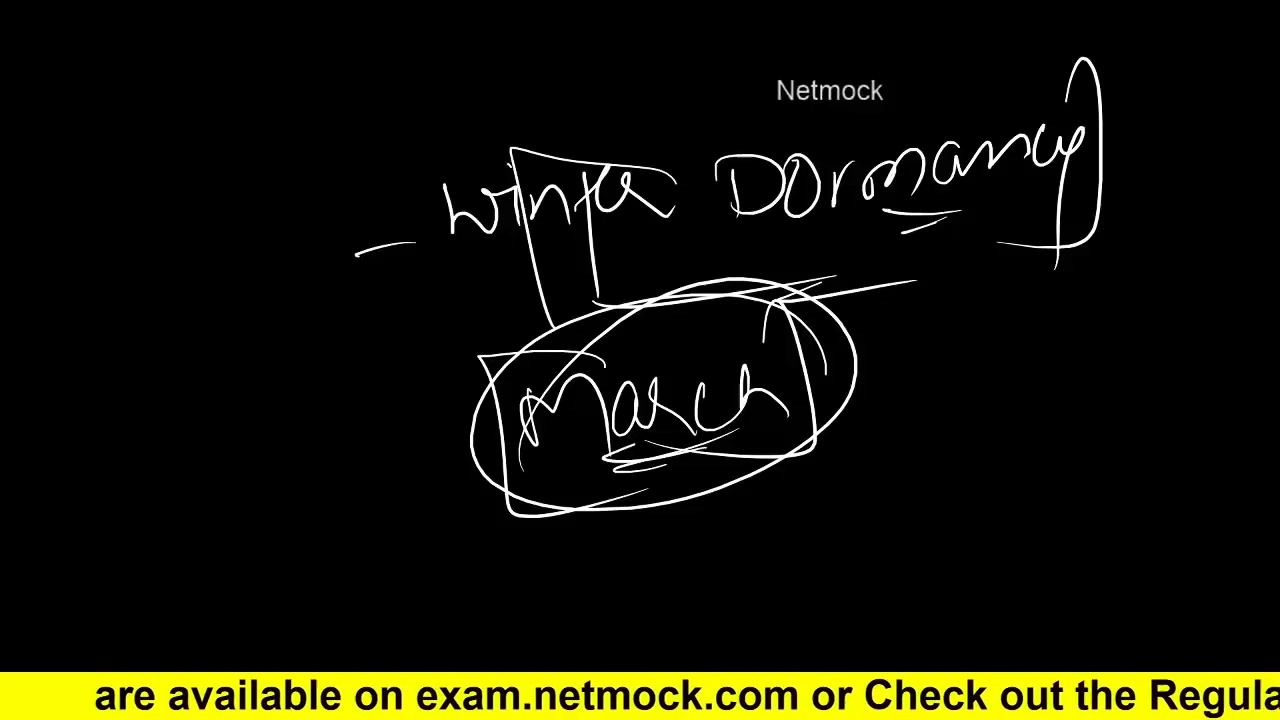 Netmock
Winter Dormancy
March
are available on exam.netmock.com or Check out the Regula